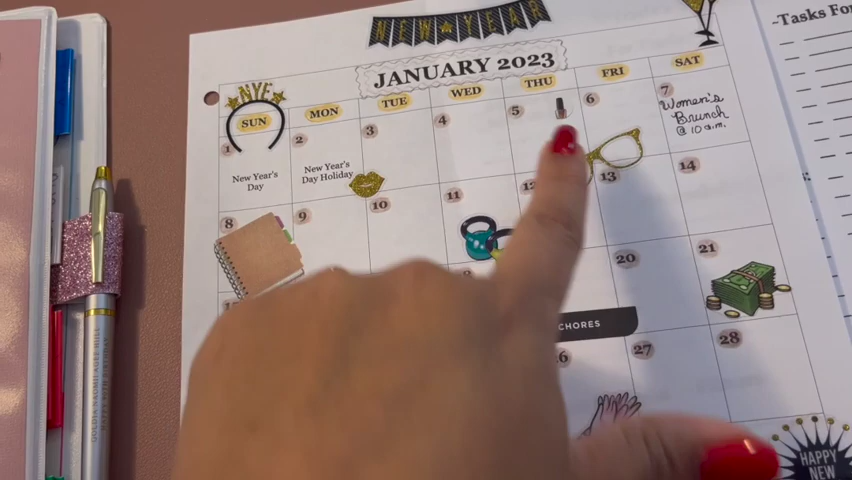 NEW YEAR
JANUARY 2023
-Tasks For
NYE
SUN MON TUE WED THU FRI SAT
1 2 3 4 5 6 7
Women's
Brunch
@ 10 a.m.
New Year's
Day
New Year's
Day Holiday
8 9 10 11 12 13 14
20 21
CHORES
27 28
HAPPY
NEW